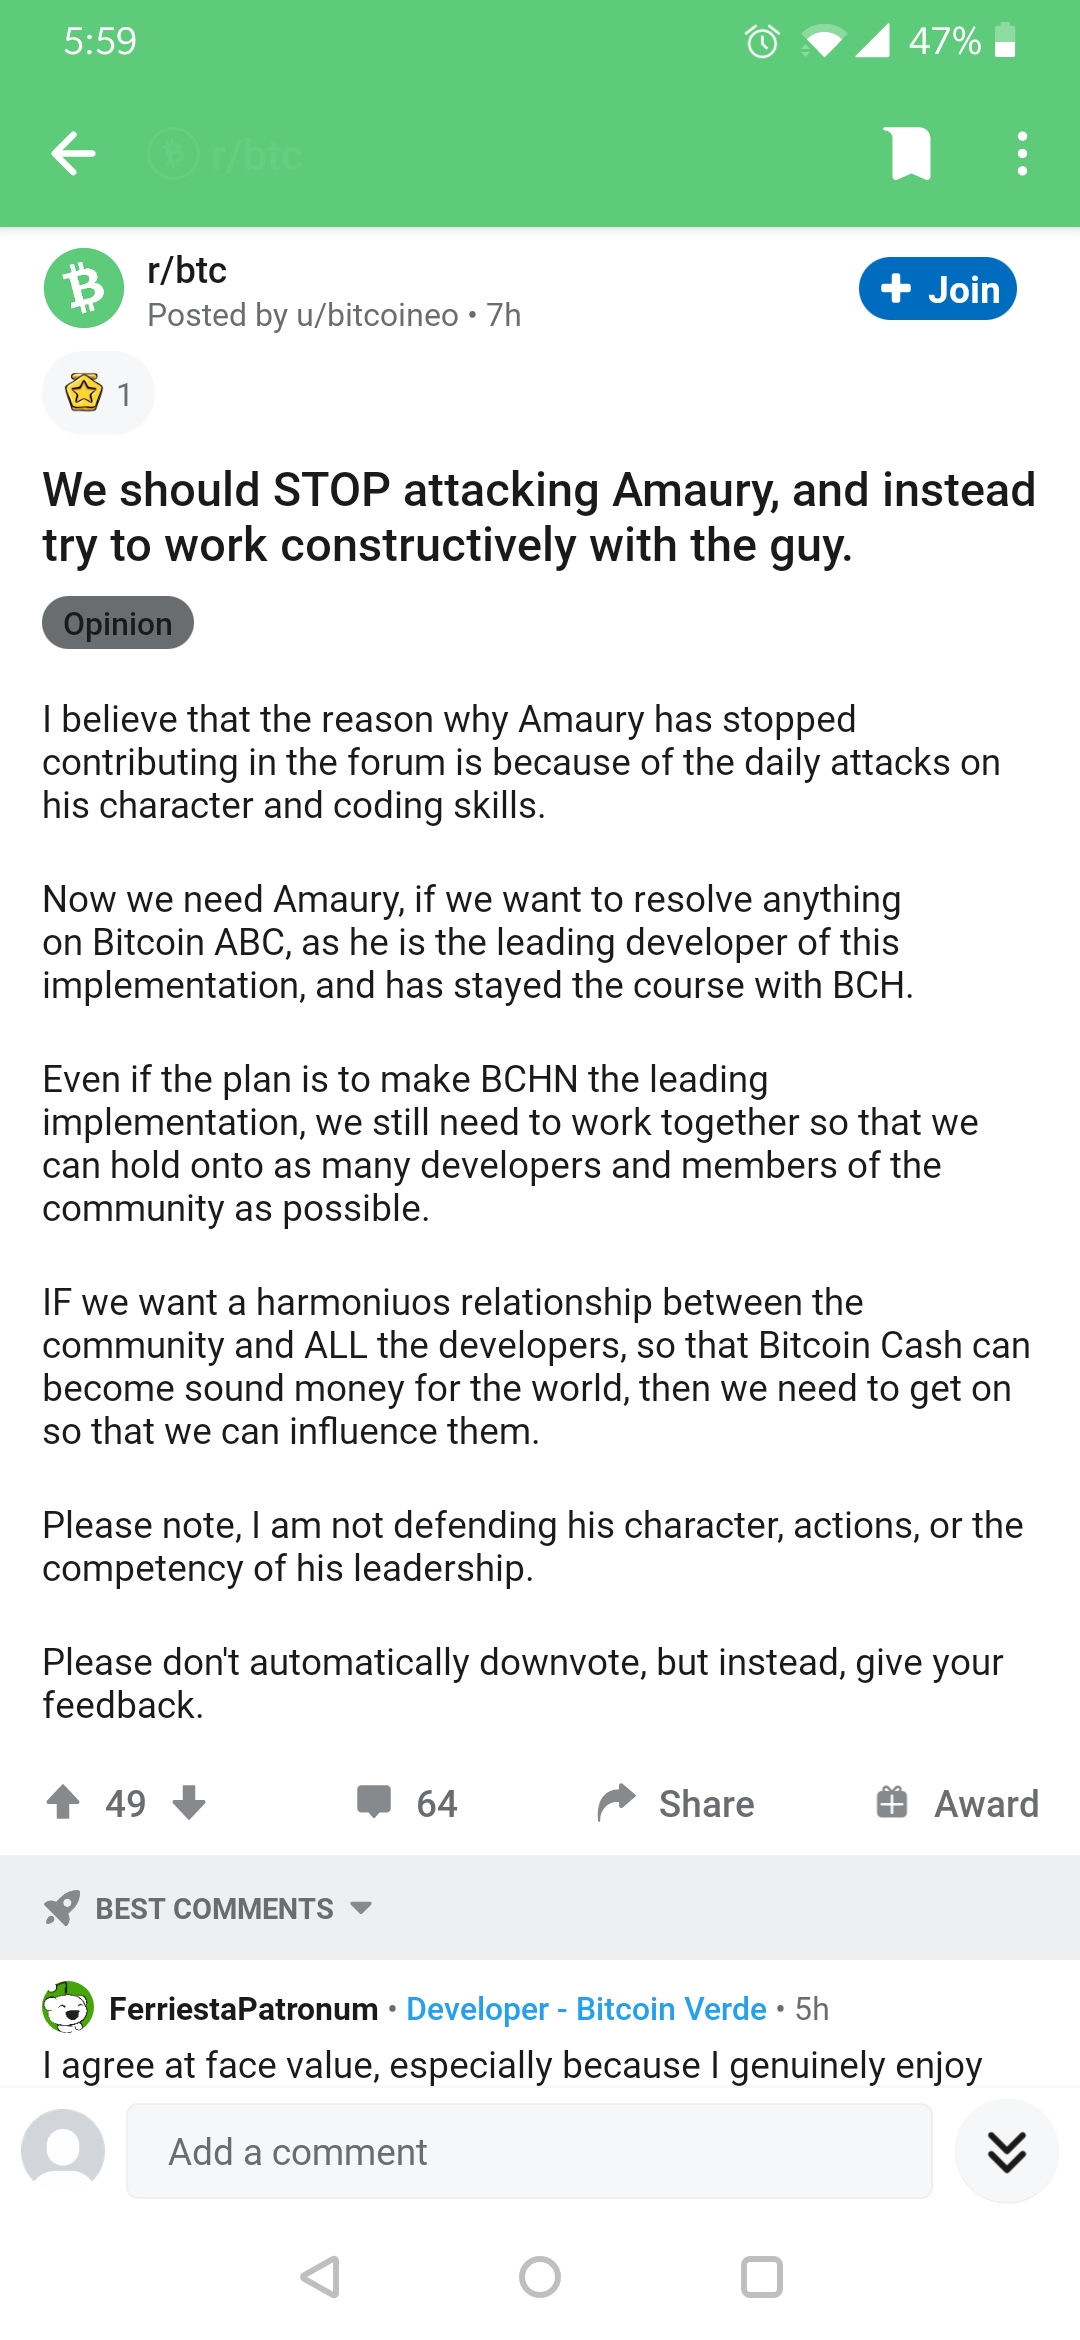 5:59
47%
r/btc
r/btc
Posted by u/bitcoineo • 7h
+ Join
1
We should STOP attacking Amaury, and instead
try to work constructively with the guy.
Opinion
I believe that the reason why Amaury has stopped
contributing in the forum is because of the daily attacks on
his character and coding skills.
Now we need Amaury, if we want to resolve anything
on Bitcoin ABC, as he is the leading developer of this
implementation, and has stayed the course with BCH.
Even if the plan is to make BCHN the leading
implementation, we still need to work together so that we
can hold onto as many developers and members of the
community as possible.
IF we want a harmoniuos relationship between the
community and ALL the developers, so that Bitcoin Cash can
become sound money for the world, then we need to get on
so that we can influence them.
Please note, I am not defending his character, actions, or the
competency of his leadership.
Please don't automatically downvote, but instead, give your
feedback.
49 64 Share Award
BEST COMMENTS
FerriestaPatronum • Developer - Bitcoin Verde • 5h
I agree at face value, especially because I genuinely enjoy
Add a comment